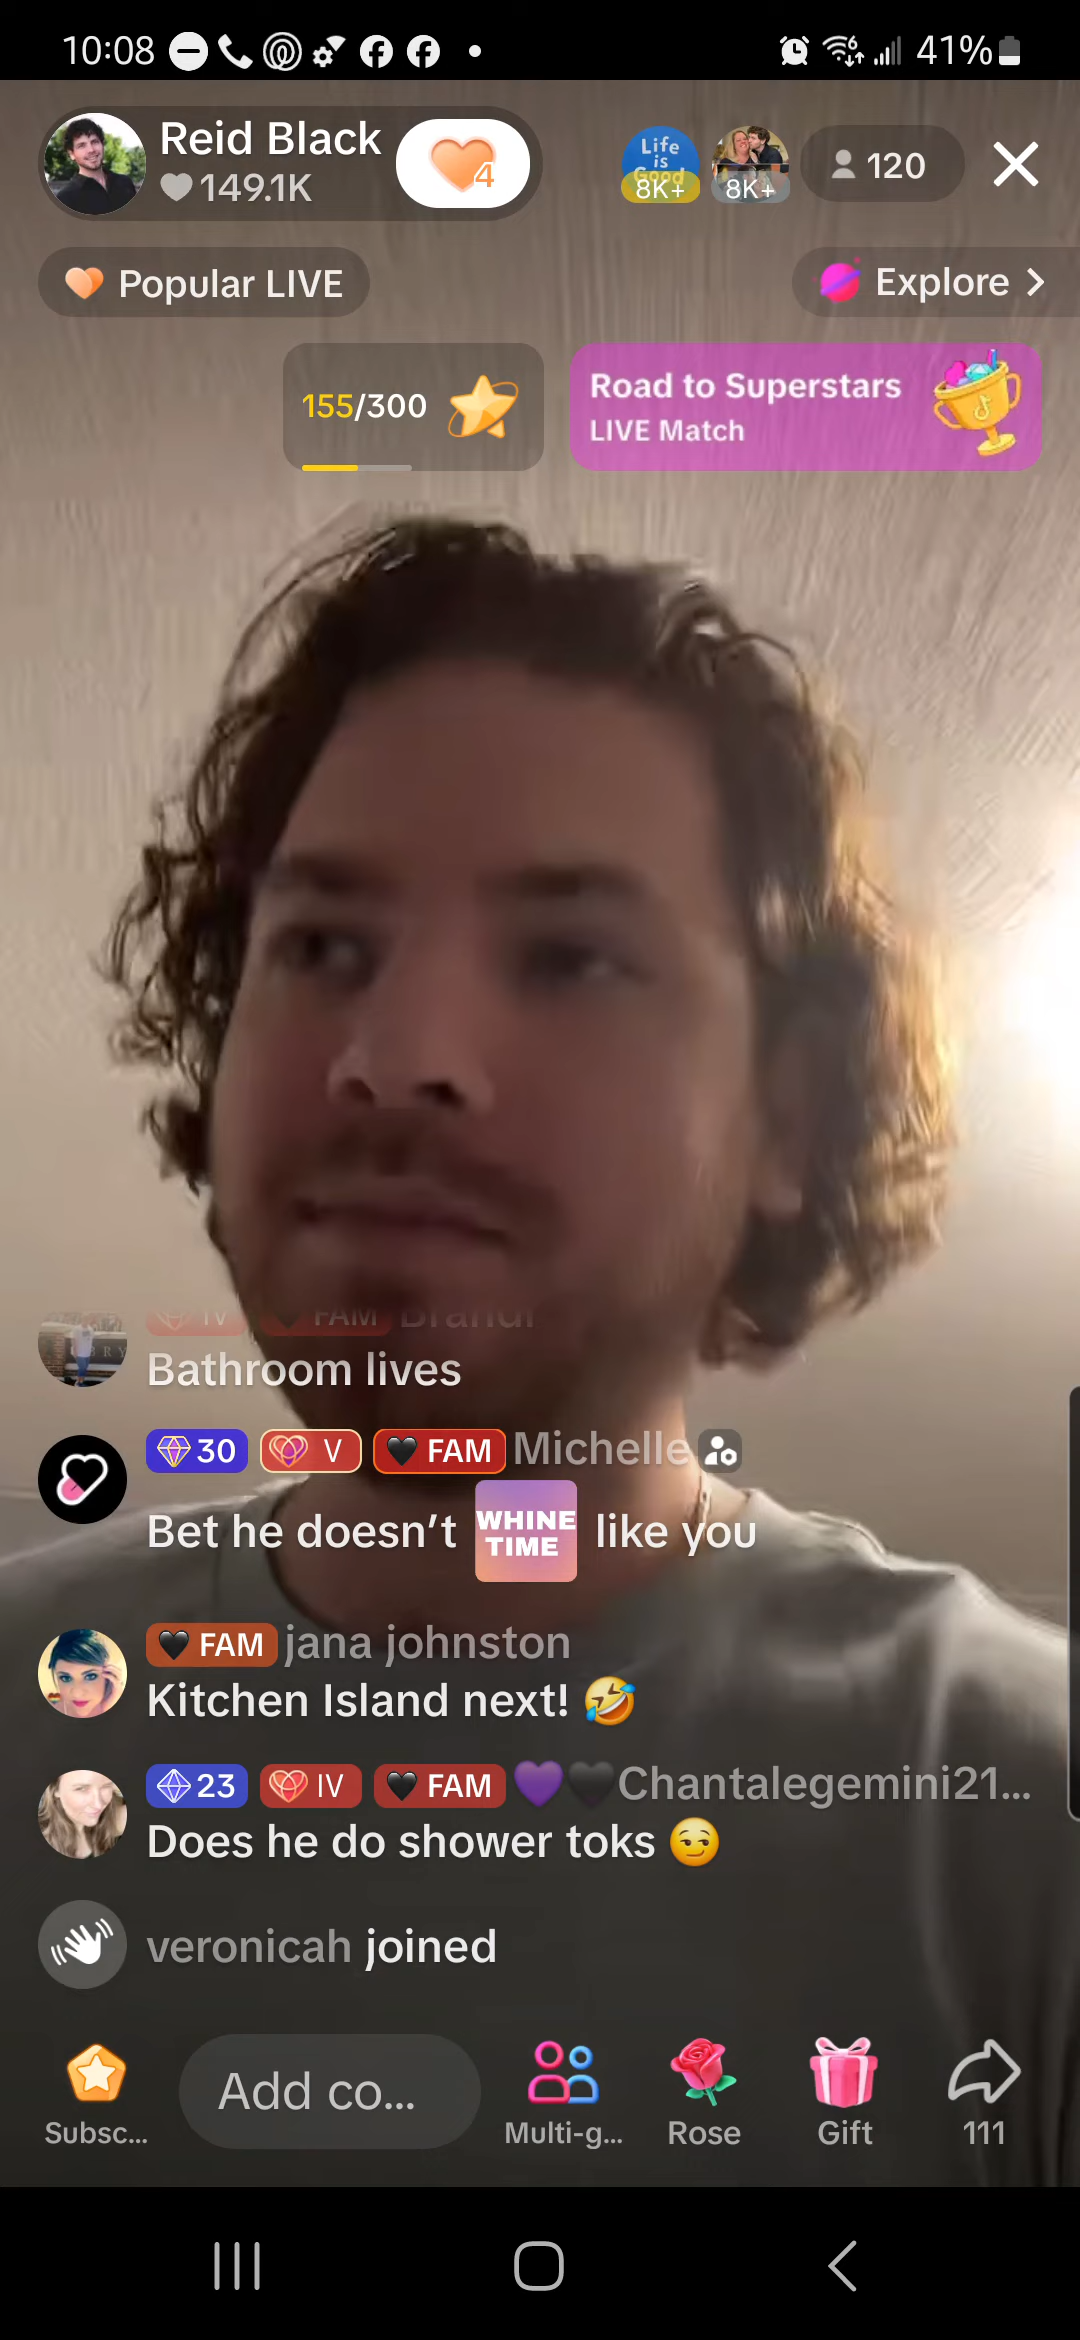 10:08
41%
Reid Black
149.1K
4
Life
is
Good
8K+
8K+
120
Popular LIVE
Explore
155/300
Road to Superstars
LIVE Match
IV FAM Brandi
Bathroom lives
30 V FAM Michelle
Bet he doesn't WHINE TIME like you
FAM jana johnston
Kitchen Island next! 🤣
23 IV FAM 💜🖤Chantalegemini21...
Does he do shower toks 😏
veronicah joined
Subsc...
Add co...
Multi-g...
Rose
Gift
111